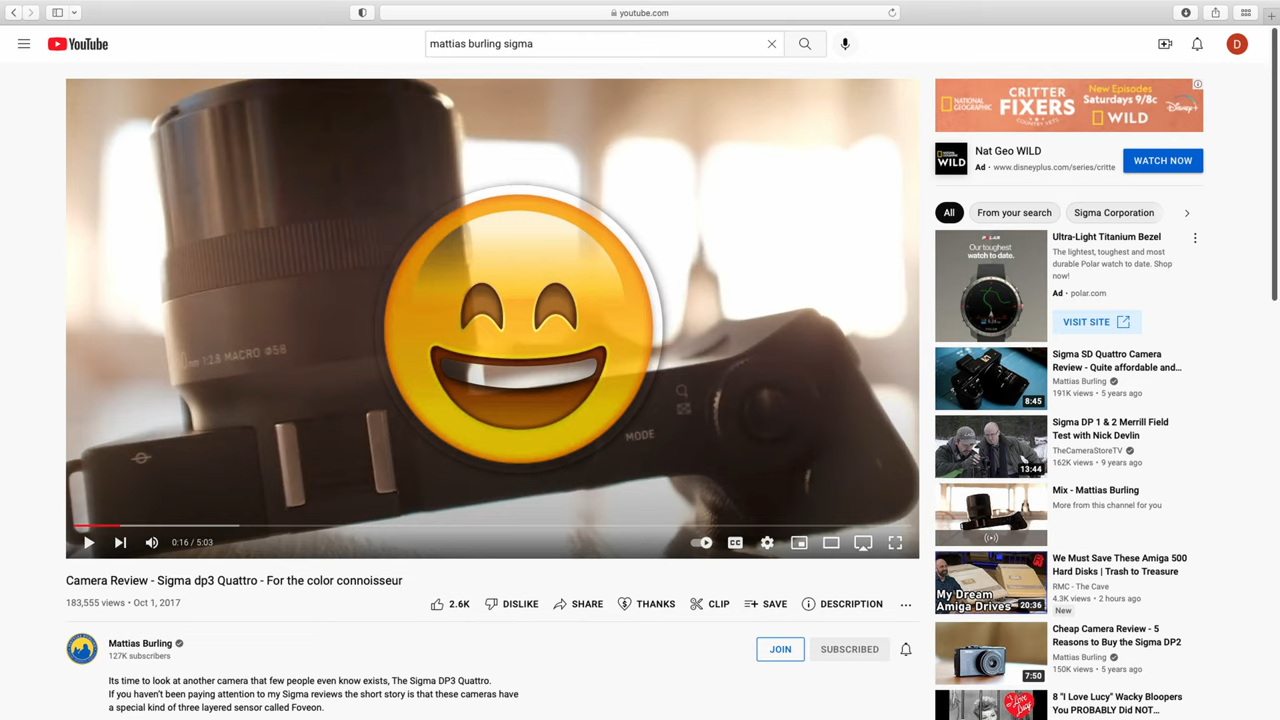 youtube.com
YouTube
mattias burling sigma
D
1:2.8 MACRO Φ58
MODE
CC
0:16 / 5:03
Camera Review - Sigma dp3 Quattro - For the color connoisseur
183,555 views • Oct 1, 2017
2.6K
DISLIKE
SHARE
THANKS
CLIP
SAVE
DESCRIPTION
Mattias Burling
127K subscribers
JOIN
SUBSCRIBED
Its time to look at another camera that few people even know exists, The Sigma DP3 Quattro.
If you haven't been paying attention to my Sigma reviews the short story is that these cameras have
a special kind of three layered sensor called Foveon.
NATIONAL GEOGRAPHIC
CRITTER
FIXERS
COUNTRY VETS
New Episodes
Saturdays 9/8c
WILD
Disney+
WILD
Nat Geo WILD
Ad • www.disneyplus.com/series/critte
WATCH NOW
All
From your search
Sigma Corporation
POLAR
Our toughest
watch to date.
Ultra-Light Titanium Bezel
The lightest, toughest and most
durable Polar watch to date. Shop
now!
Ad • polar.com
VISIT SITE
8:45
Sigma SD Quattro Camera
Review - Quite affordable and...
Mattias Burling
191K views • 5 years ago
13:44
Sigma DP 1 & 2 Merrill Field
Test with Nick Devlin
TheCameraStoreTV
162K views • 9 years ago
Mix - Mattias Burling
More from this channel for you
My Dream
Amiga Drives
20:36
We Must Save These Amiga 500
Hard Disks | Trash to Treasure
RMC - The Cave
4.3K views • 2 hours ago
New
7:50
Cheap Camera Review - 5
Reasons to Buy the Sigma DP2
Mattias Burling
150K views • 5 years ago
I Love
Lucy
8 "I Love Lucy" Wacky Bloopers
You PROBABLY Did NOT...